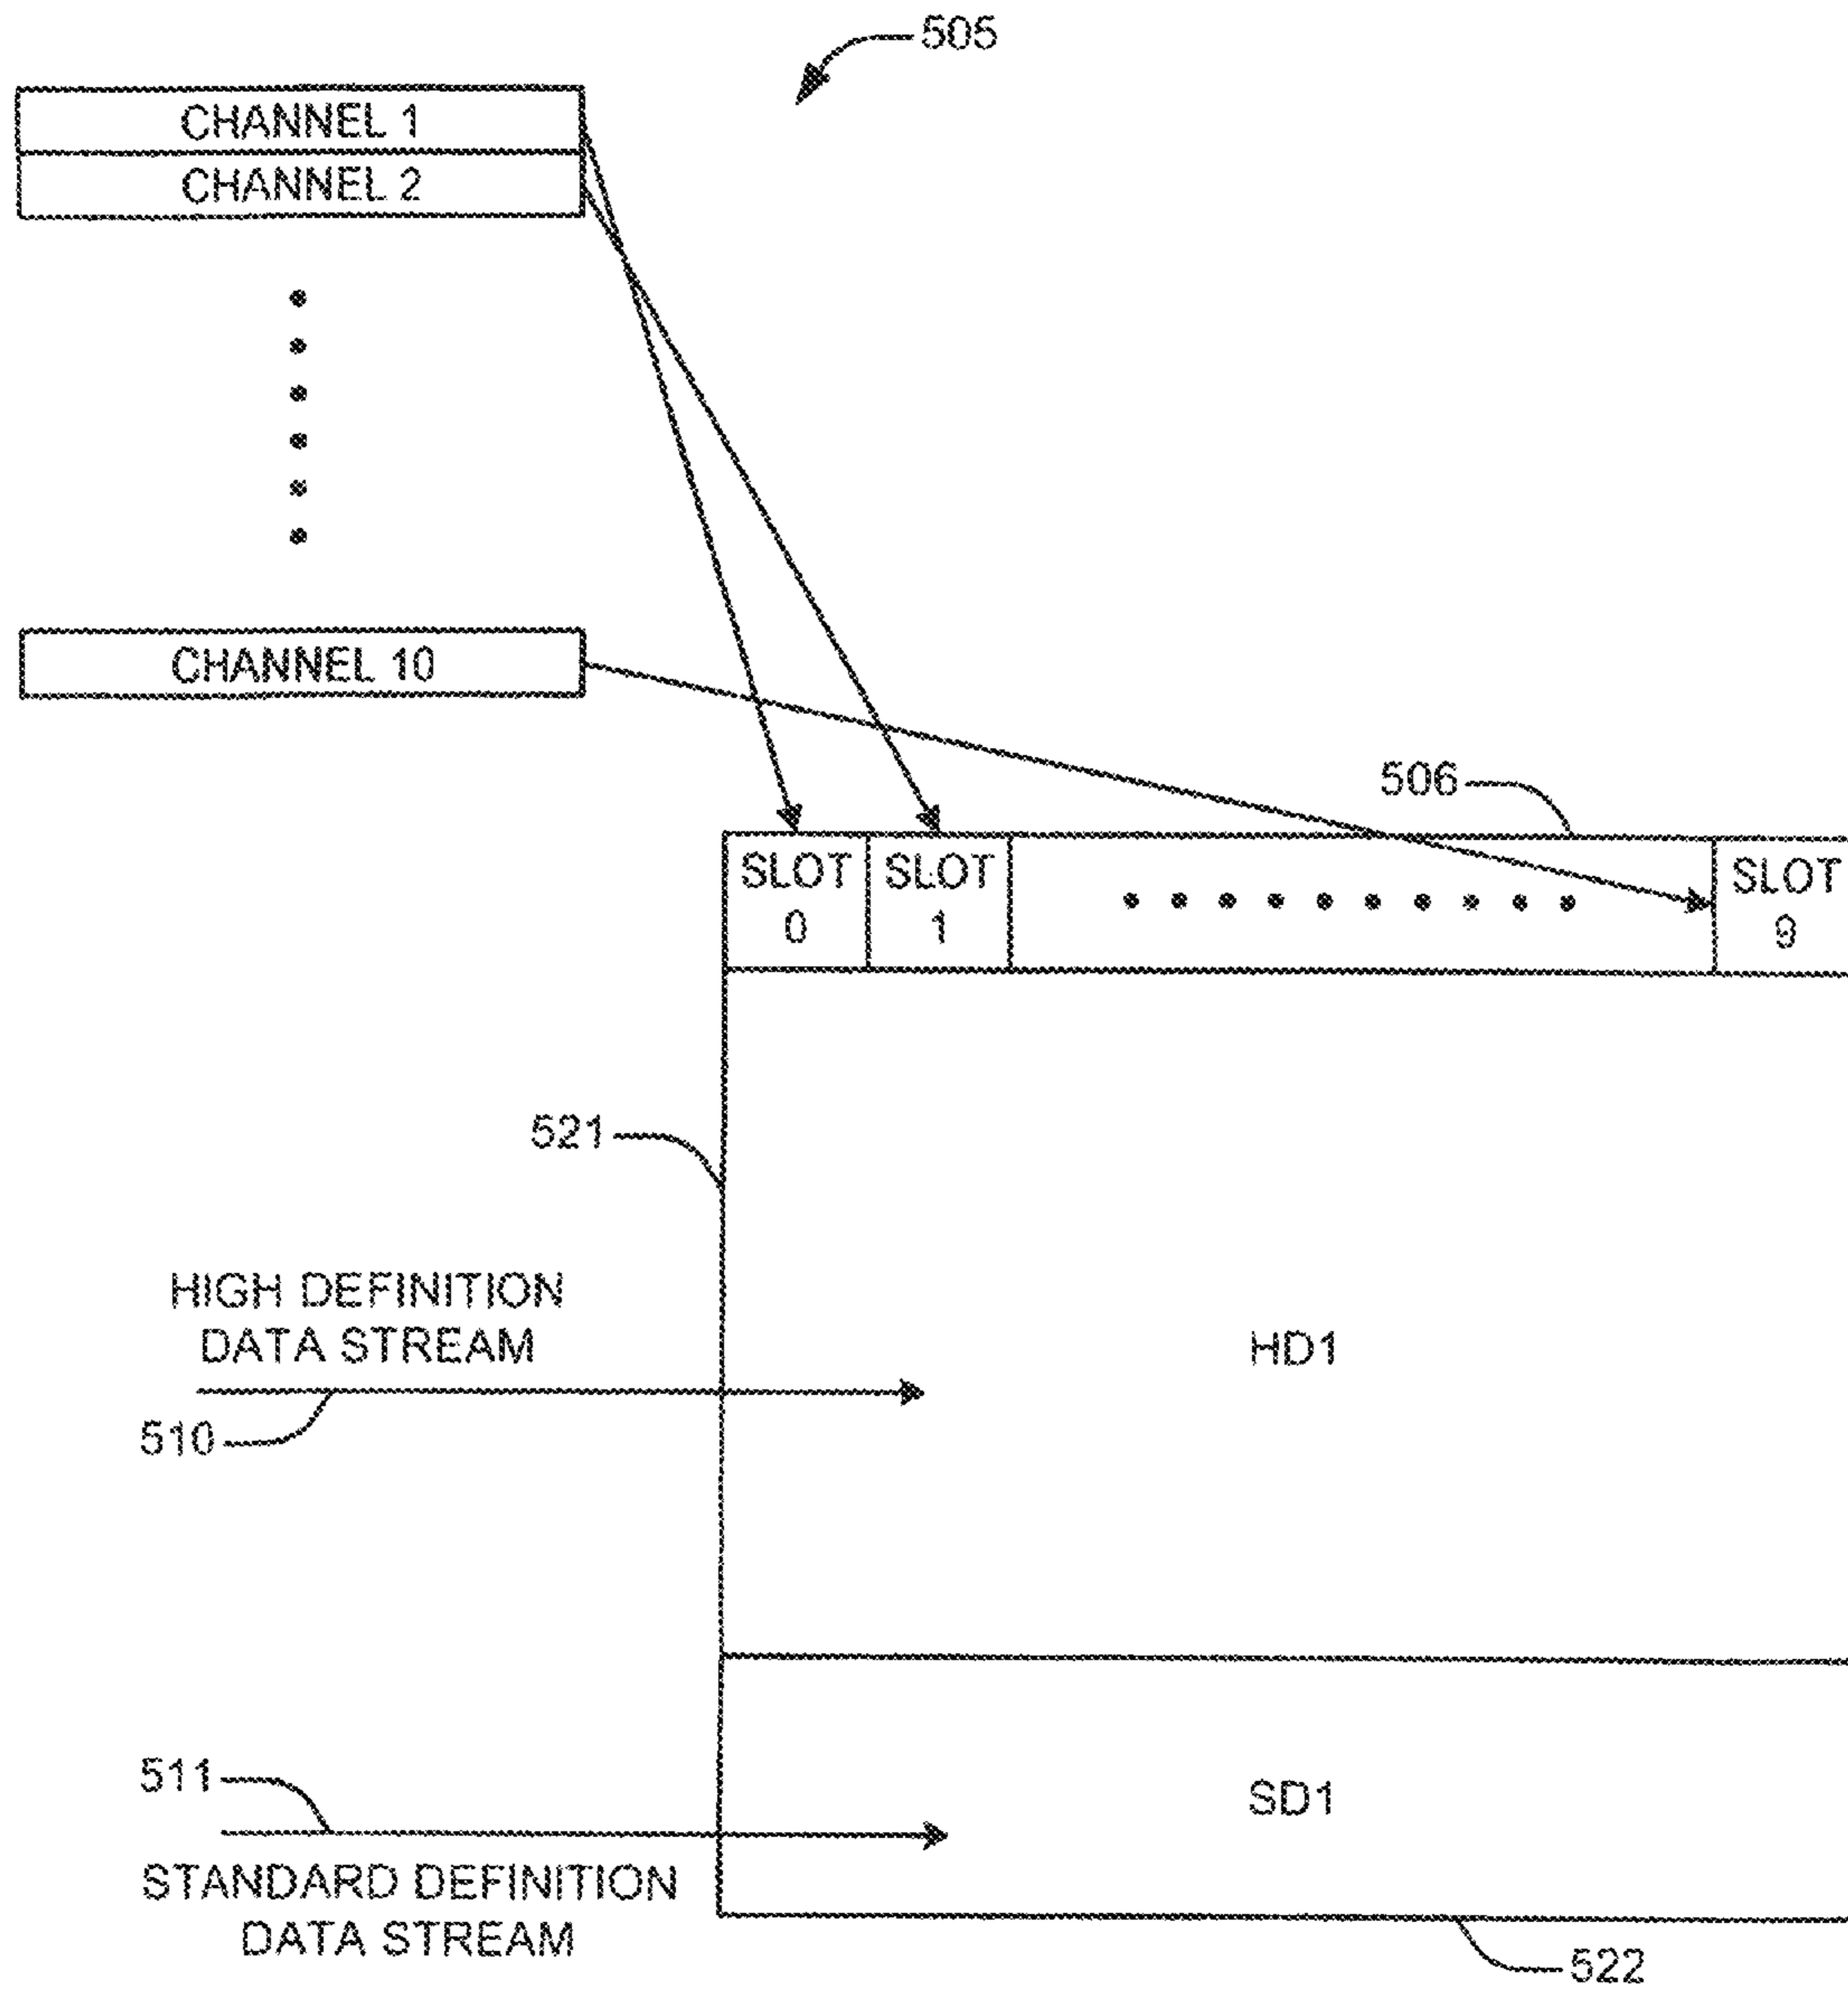 505
CHANNEL 1
CHANNEL 2
CHANNEL 10
506
SLOT
0
SLOT
1
SLOT
9
521
HIGH DEFINITION
DATA STREAM
510
HD1
511
STANDARD DEFINITION
DATA STREAM
SD1
522